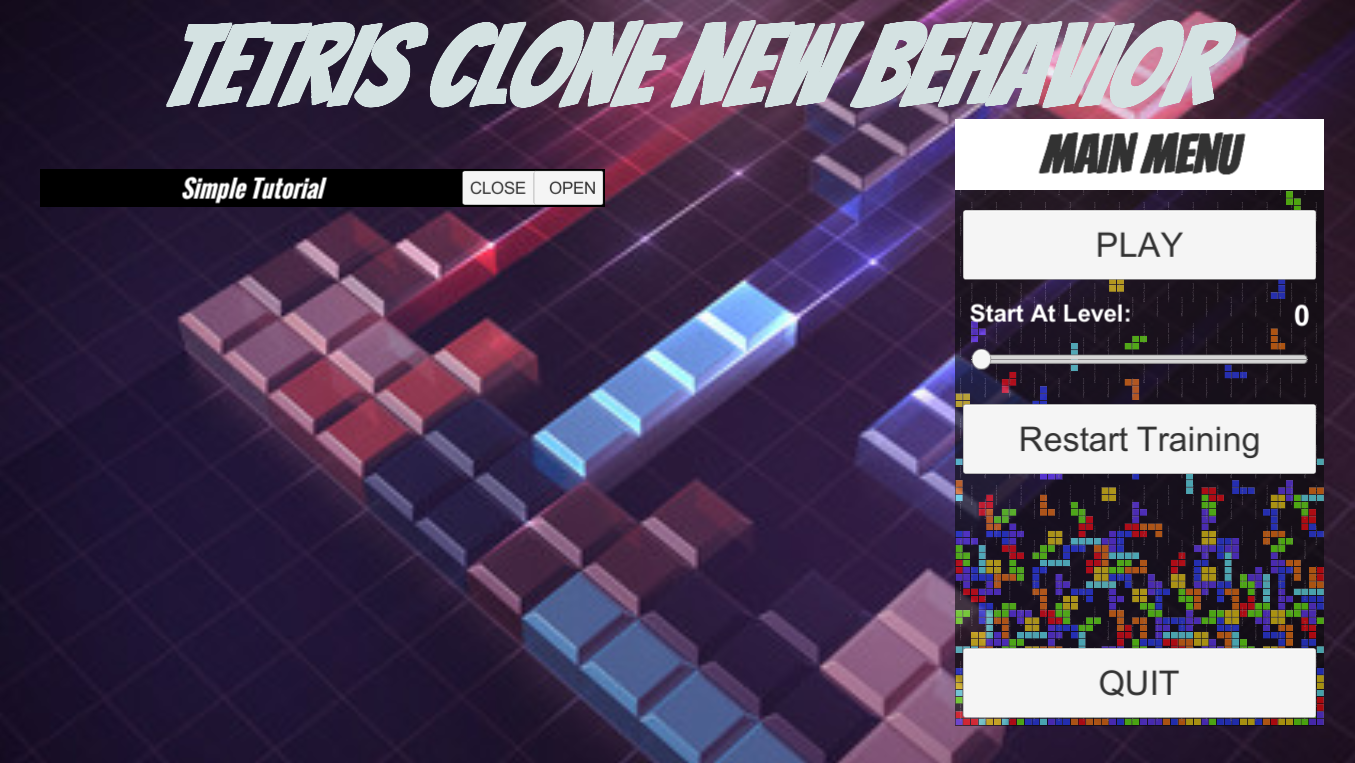 TETRIS CLONE NEW BEHAVIOR
MAIN MENU
Simple Tutorial
CLOSE
OPEN
PLAY
Start At Level:
0
Restart Training
QUIT